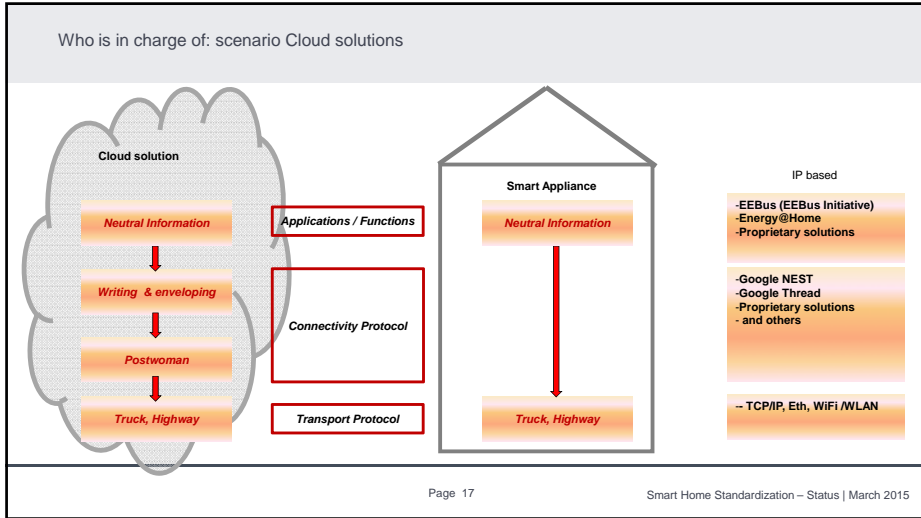 Who is in charge of: scenario Cloud solutions
Cloud solution
Neutral Information
Writing & enveloping
Postwoman
Truck, Highway
Applications / Functions
Connectivity Protocol
Transport Protocol
Smart Appliance
Neutral Information
Truck, Highway
IP based
-EEBus (EEBus Initiative)
-Energy@Home
-Proprietary solutions
-Google NEST
-Google Thread
-Proprietary solutions
- and others
-- TCP/IP, Eth, WiFi /WLAN
Page 17
Smart Home Standardization – Status | March 2015